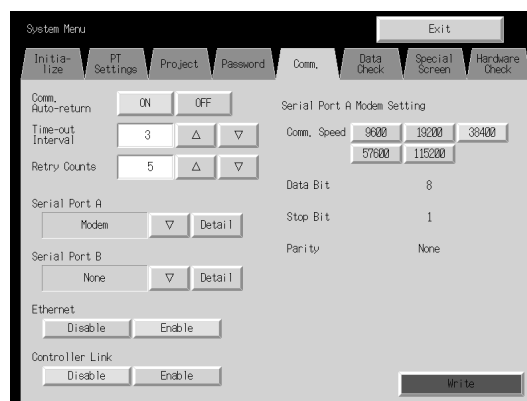 System Menu
Exit
Initia-
lize
PT
Settings
Project
Password
Comm.
Data
Check
Special
Screen
Hardware
Check
Comm.
Auto-return
ON
OFF
Time-out
Interval
3
Retry Counts
5
Serial Port A
Modem
Detail
Serial Port B
None
Detail
Ethernet
Disable
Enable
Controller Link
Disable
Enable
Serial Port A Modem Setting
Comm. Speed
9600
19200
38400
57600
115200
Data Bit
8
Stop Bit
1
Parity
None
Write